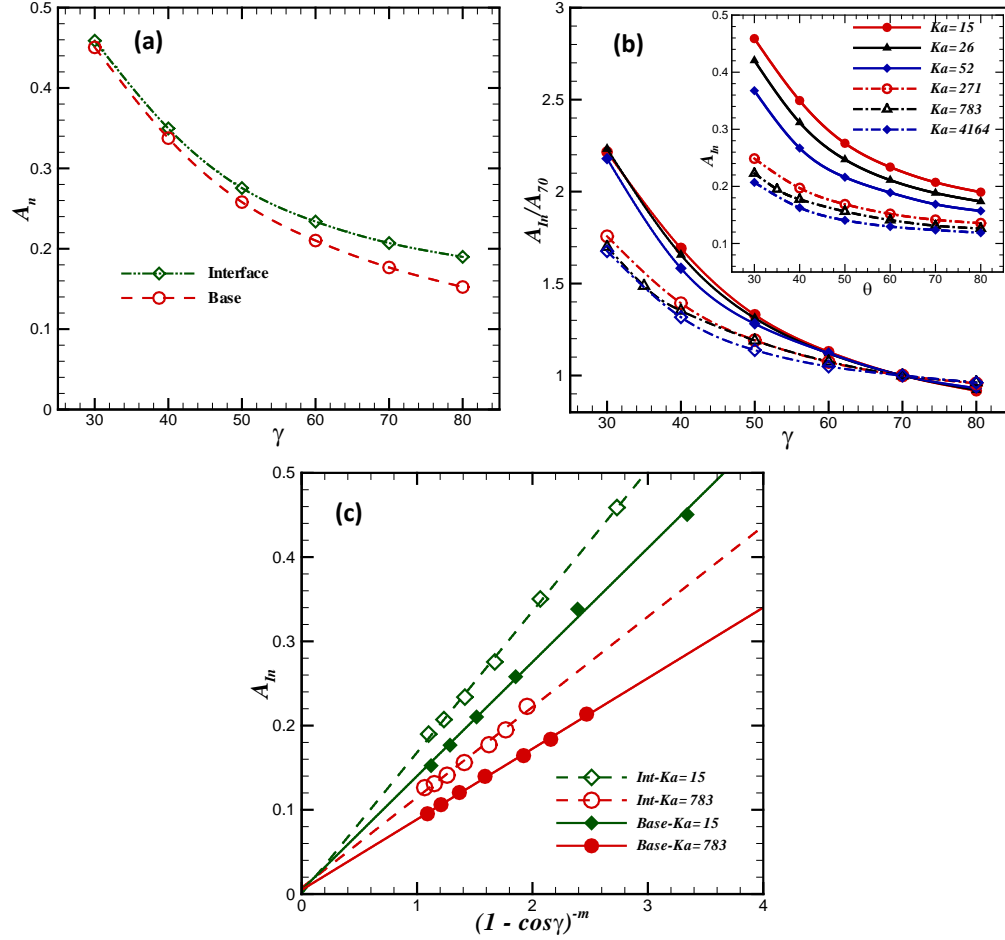 (a)
0.5
0.4
0.3
0.2
0.1
0
A_n
30 40 50 60 70 80
γ
Interface
Base
(b)
3
2.5
2
1.5
1
A_In/A_70
30 40 50 60 70 80
γ
0.5
0.4
0.3
0.2
0.1
A_In
30 40 50 60 70 80
θ
Ka= 15
Ka= 26
Ka= 52
Ka= 271
Ka= 783
Ka= 4164
(c)
0.5
0.4
0.3
0.2
0.1
0
A_In
0 1 2 3 4
(1 - cosγ)^-m
Int-Ka= 15
Int-Ka= 783
Base-Ka= 15
Base-Ka= 783